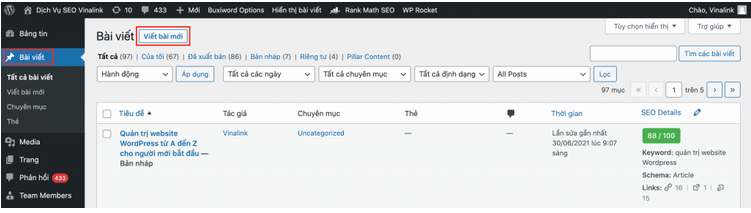 Dịch Vụ SEO Vinalink 10 433 Mới Buxiword Options Hiển thị bài viết Rank Math SEO WP Rocket Chào, Vinalink
Bảng tin
Bài viết
Tất cả bài viết
Viết bài mới
Chuyên mục
Thẻ
Media
Trang
Phản hồi 433
Team Members
Tùy chọn hiển thị Trợ giúp
Bài viết Viết bài mới
Tất cả (97) | Của tôi (67) | Đã xuất bản (86) | Bản nháp (7) | Riêng tư (4) | Pillar Content (0)
Tìm các bài viết
Hành động Áp dụng Tất cả các ngày Tất cả chuyên mục Tất cả định dạng All Posts Lọc
97 mục « ‹ 1 trên 5 › »
Tiêu đề Tác giả Chuyên mục Thẻ Thời gian SEO Details
Quản trị website
WordPress từ A đến Z
cho người mới bắt đầu —
Bản nháp
Vinalink
Uncategorized
—
—
Lần sửa gần nhất
30/06/2021 lúc 9:07
sáng
88 / 100
Keyword: quản trị website
Wordpress
Schema: Article
Links: 16 | 1 |
15